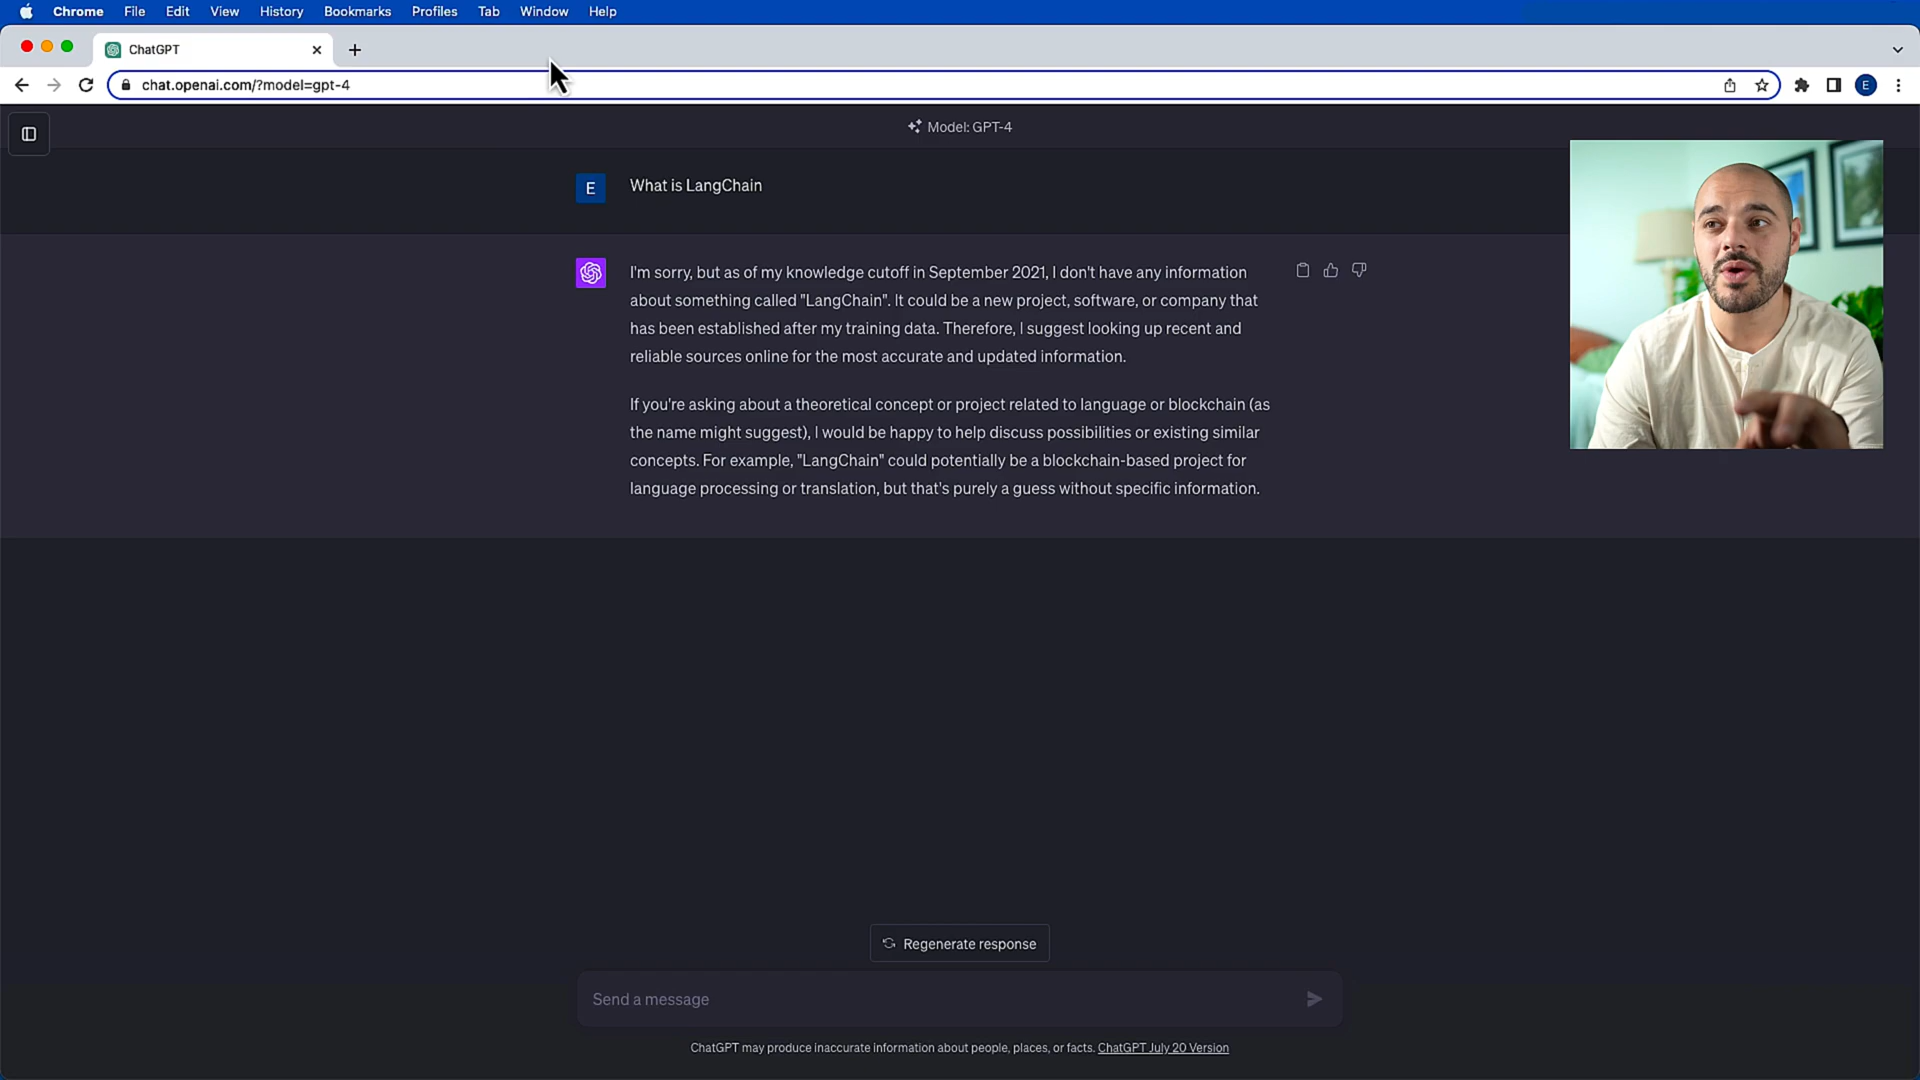 Chrome File Edit View History Bookmarks Profiles Tab Window Help
ChatGPT
chat.openai.com/?model=gpt-4
E
Model: GPT-4
E
What is LangChain
I'm sorry, but as of my knowledge cutoff in September 2021, I don't have any information
about something called "LangChain". It could be a new project, software, or company that
has been established after my training data. Therefore, I suggest looking up recent and
reliable sources online for the most accurate and updated information.
If you're asking about a theoretical concept or project related to language or blockchain (as
the name might suggest), I would be happy to help discuss possibilities or existing similar
concepts. For example, "LangChain" could potentially be a blockchain-based project for
language processing or translation, but that's purely a guess without specific information.
Regenerate response
Send a message
ChatGPT may produce inaccurate information about people, places, or facts. ChatGPT July 20 Version